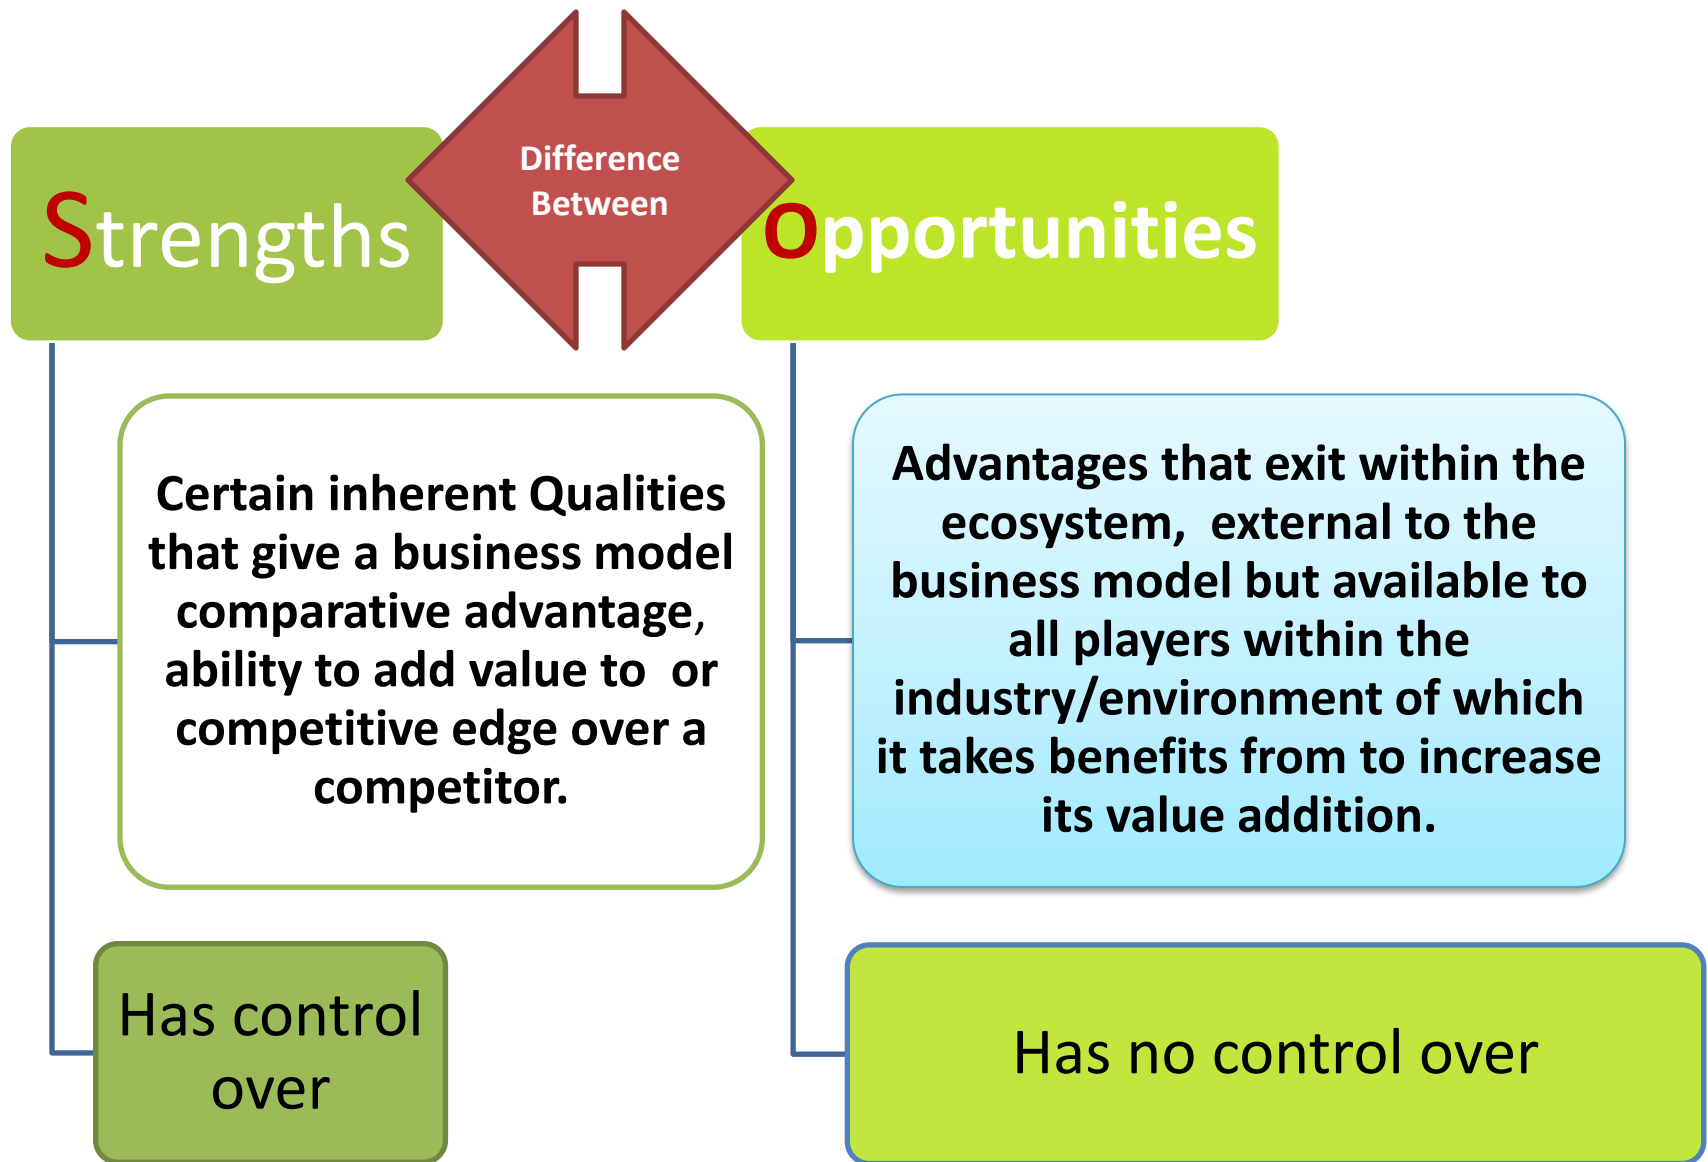 Difference
Between
Strengths
Opportunities
Certain inherent Qualities
that give a business model
comparative advantage,
ability to add value to  or
competitive edge over a
competitor.
Advantages that exit within the
ecosystem,  external to the
business model but available to
all players within the
industry/environment of which
it takes benefits from to increase
its value addition.
Has control
over
Has no control over